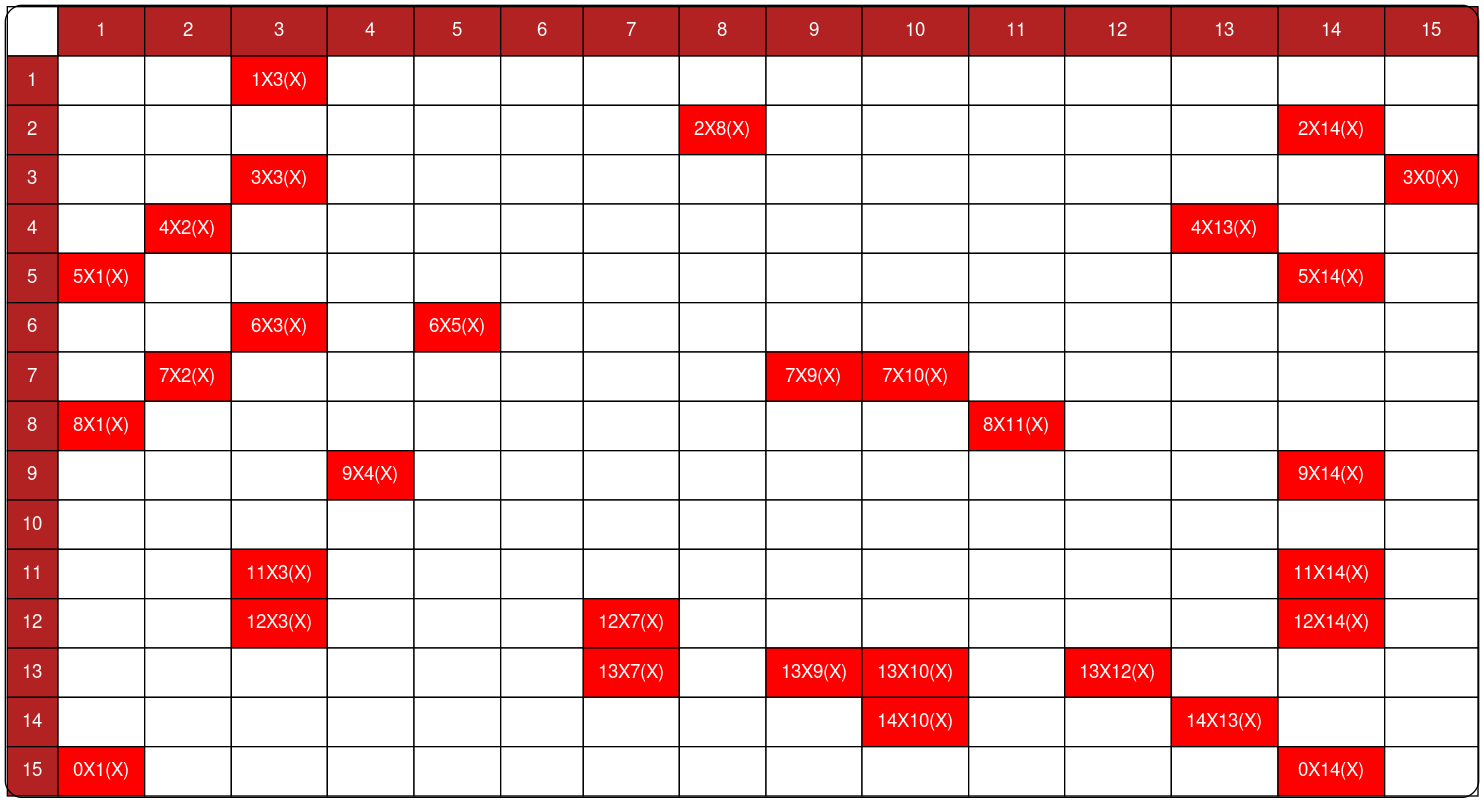 1 2 3 4 5 6 7 8 9 10 11 12 13 14 15
1 1X3(X)
2 2X8(X) 2X14(X)
3 3X3(X) 3X0(X)
4 4X2(X) 4X13(X)
5 5X1(X) 5X14(X)
6 6X3(X) 6X5(X)
7 7X2(X) 7X9(X) 7X10(X)
8 8X1(X) 8X11(X)
9 9X4(X) 9X14(X)
10
11 11X3(X) 11X14(X)
12 12X3(X) 12X7(X) 12X14(X)
13 13X7(X) 13X9(X) 13X10(X) 13X12(X)
14 14X10(X) 14X13(X)
15 0X1(X) 0X14(X)